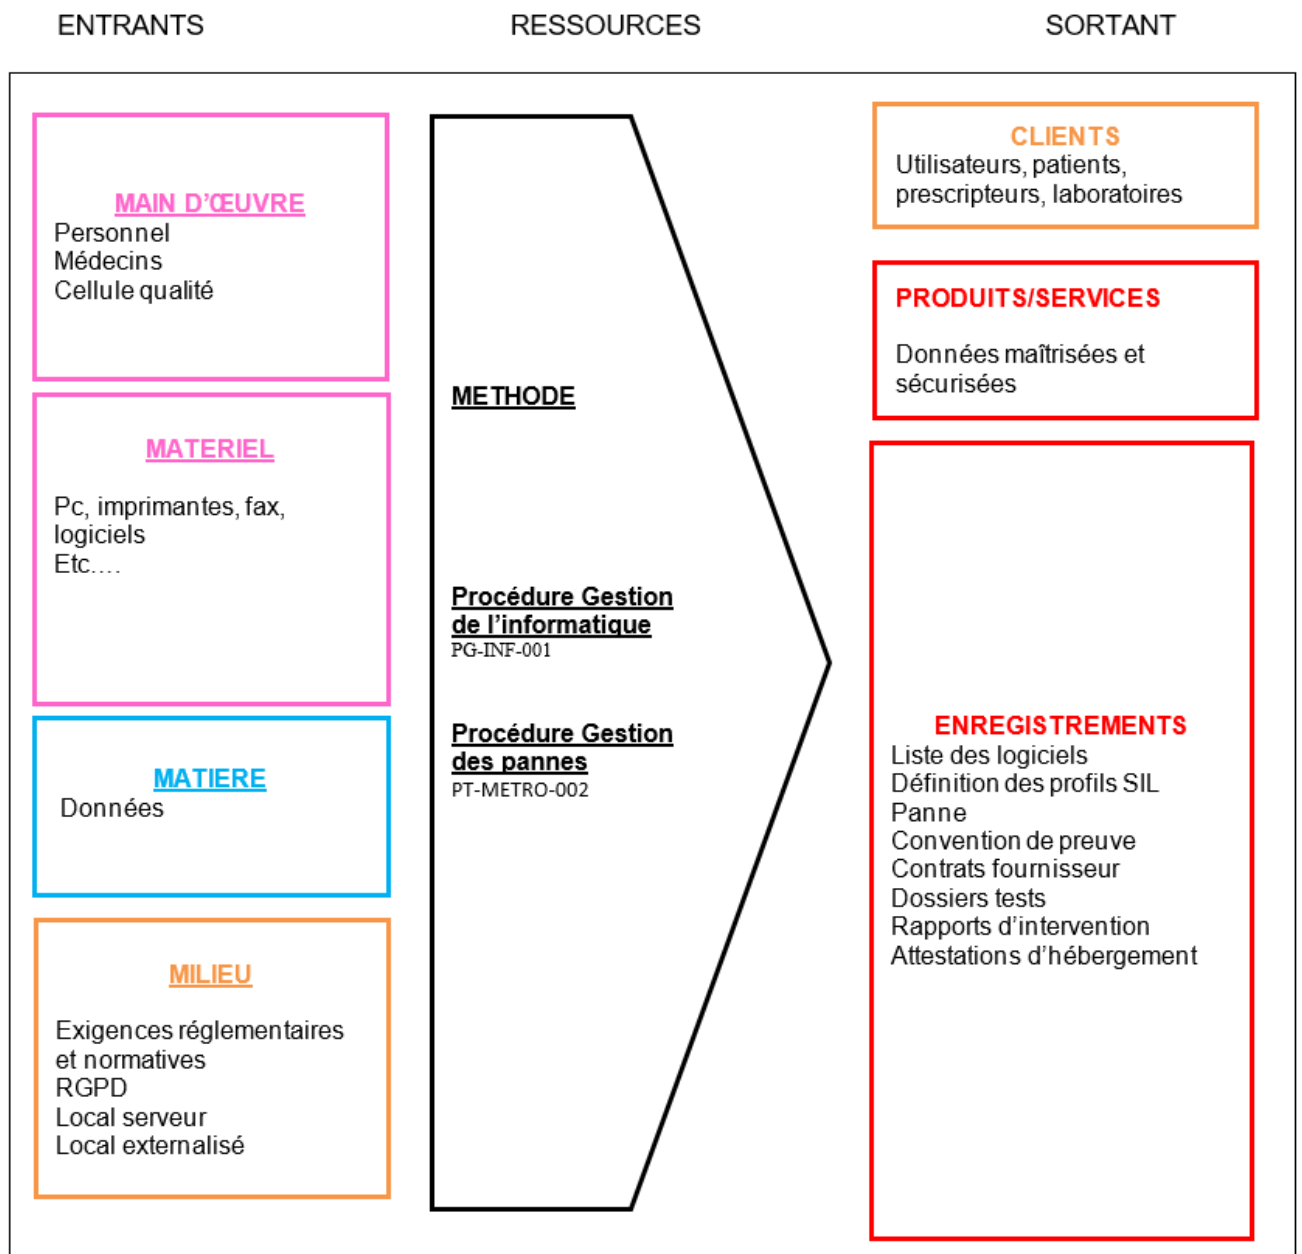 ENTRANTS
RESSOURCES
SORTANT
MAIN D'ŒUVRE
Personnel
Médecins
Cellule qualité
MATERIEL
Pc, imprimantes, fax,
logiciels
Etc....
MATIERE
Données
MILIEU
Exigences réglementaires
et normatives
RGPD
Local serveur
Local externalisé
METHODE
Procédure Gestion
de l'informatique
PG-INF-001
Procédure Gestion
des pannes
PT-METRO-002
CLIENTS
Utilisateurs, patients,
prescripteurs, laboratoires
PRODUITS/SERVICES
Données maîtrisées et
sécurisées
ENREGISTREMENTS
Liste des logiciels
Définition des profils SIL
Panne
Convention de preuve
Contrats fournisseur
Dossiers tests
Rapports d'intervention
Attestations d'hébergement